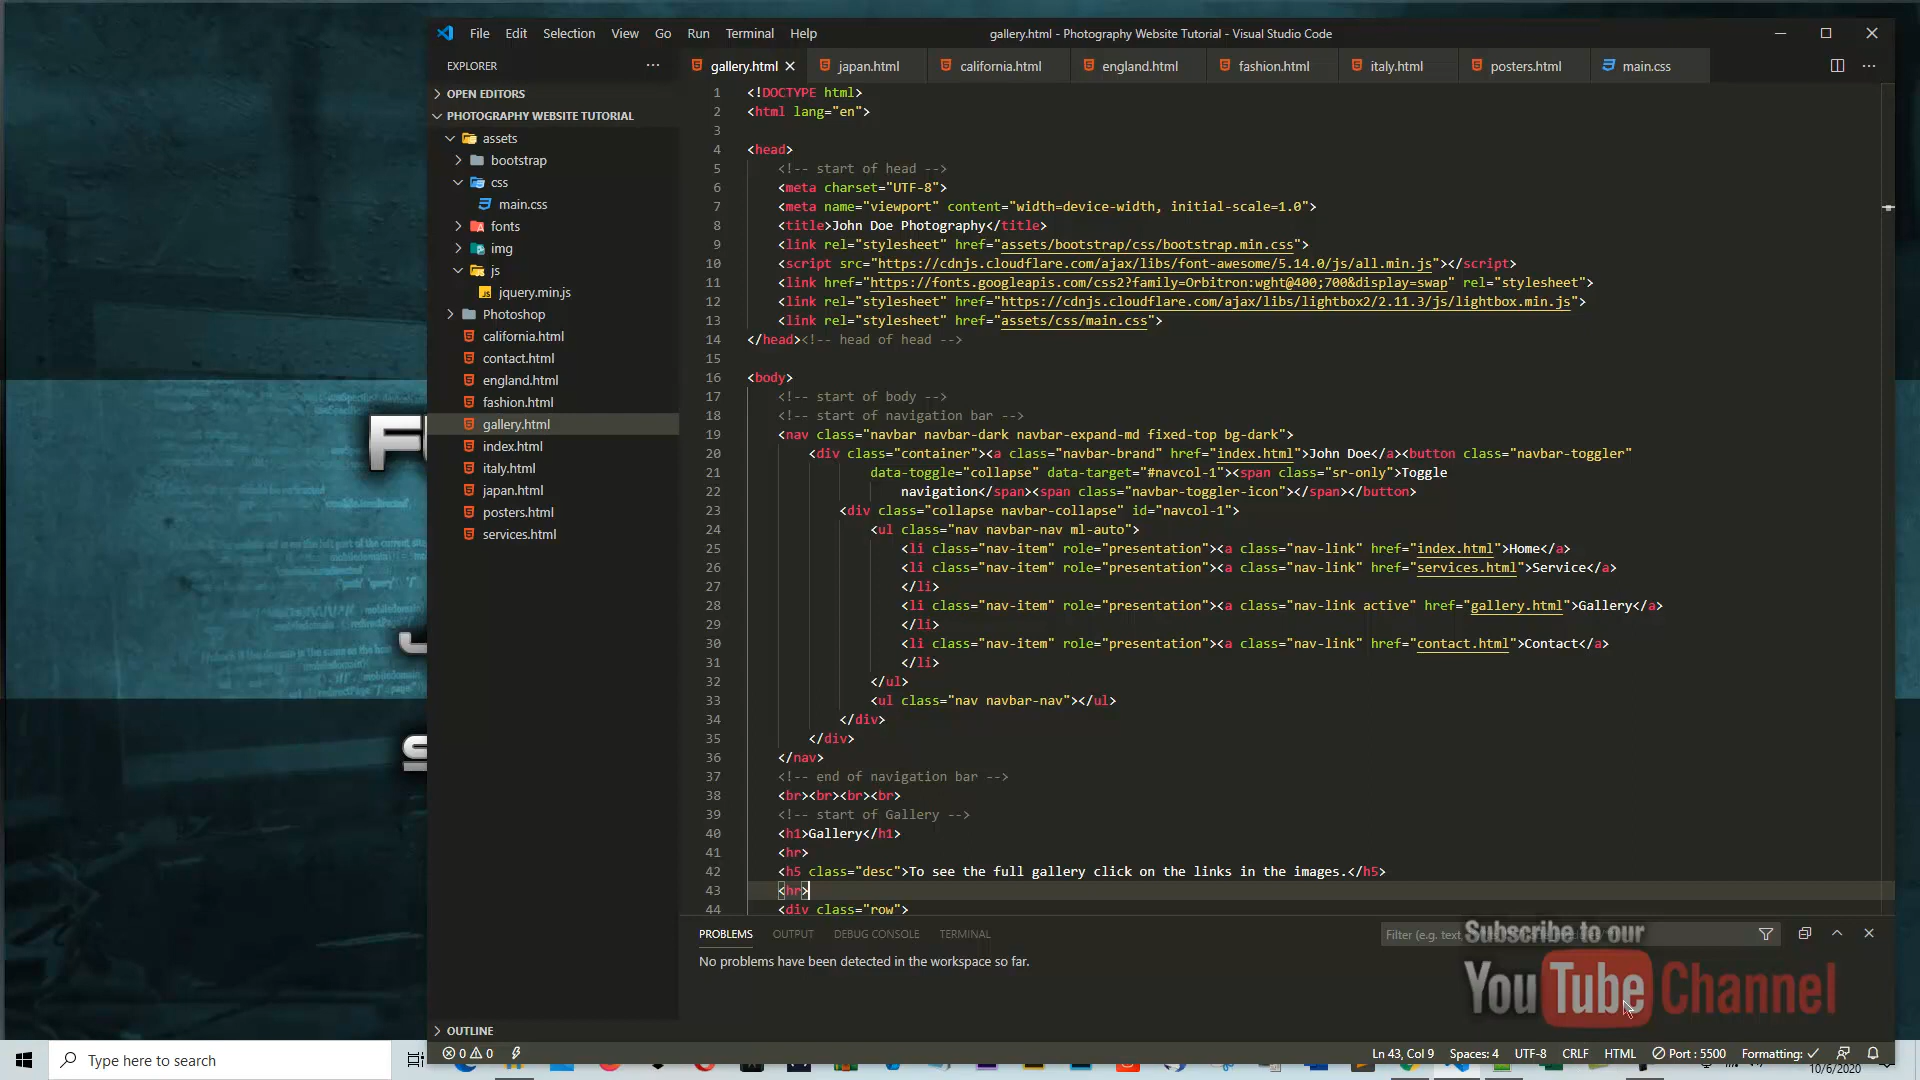 File Edit Selection View Go Run Terminal Help
gallery.html - Photography Website Tutorial - Visual Studio Code
EXPLORER
gallery.html
japan.html
california.html
england.html
fashion.html
italy.html
posters.html
main.css
OPEN EDITORS
PHOTOGRAPHY WEBSITE TUTORIAL
assets
bootstrap
css
main.css
fonts
img
js
jquery.min.js
Photoshop
california.html
contact.html
england.html
fashion.html
gallery.html
index.html
italy.html
japan.html
posters.html
services.html
OUTLINE
1 <!DOCTYPE html>
2 <html lang="en">
3
4 <head>
5 <!-- start of head -->
6 <meta charset="UTF-8">
7 <meta name="viewport" content="width=device-width, initial-scale=1.0">
8 <title>John Doe Photography</title>
9 <link rel="stylesheet" href="assets/bootstrap/css/bootstrap.min.css">
10 <script src="https://cdnjs.cloudflare.com/ajax/libs/font-awesome/5.14.0/js/all.min.js"></script>
11 <link href="https://fonts.googleapis.com/css2?family=Orbitron:wght@400;700&display=swap" rel="stylesheet">
12 <link rel="stylesheet" href="https://cdnjs.cloudflare.com/ajax/libs/lightbox2/2.11.3/js/lightbox.min.js">
13 <link rel="stylesheet" href="assets/css/main.css">
14 </head><!-- head of head -->
15
16 <body>
17 <!-- start of body -->
18 <!-- start of navigation bar -->
19 <nav class="navbar navbar-dark navbar-expand-md fixed-top bg-dark">
20 <div class="container"><a class="navbar-brand" href="index.html">John Doe</a><button class="navbar-toggler"
21 data-toggle="collapse" data-target="#navcol-1"><span class="sr-only">Toggle
22 navigation</span><span class="navbar-toggler-icon"></span></button>
23 <div class="collapse navbar-collapse" id="navcol-1">
24 <ul class="nav navbar-nav ml-auto">
25 <li class="nav-item" role="presentation"><a class="nav-link" href="index.html">Home</a>
26 <li class="nav-item" role="presentation"><a class="nav-link" href="services.html">Service</a>
27 </li>
28 <li class="nav-item" role="presentation"><a class="nav-link active" href="gallery.html">Gallery</a>
29 </li>
30 <li class="nav-item" role="presentation"><a class="nav-link" href="contact.html">Contact</a>
31 </li>
32 </ul>
33 <ul class="nav navbar-nav"></ul>
34 </div>
35 </div>
36 </nav>
37 <!-- end of navigation bar -->
38 <br><br><br><br>
39 <!-- start of Gallery -->
40 <h1>Gallery</h1>
41 <hr>
42 <h5 class="desc">To see the full gallery click on the links in the images.</h5>
43 <hr>
44 <div class="row">
PROBLEMS OUTPUT DEBUG CONSOLE TERMINAL
Filter (e.g. text
No problems have been detected in the workspace so far.
Subscribe to our
YouTube Channel
0 0
Ln 43, Col 9 Spaces: 4 UTF-8 CRLF HTML Port : 5500 Formatting: ✓
Type here to search
10/6/2020